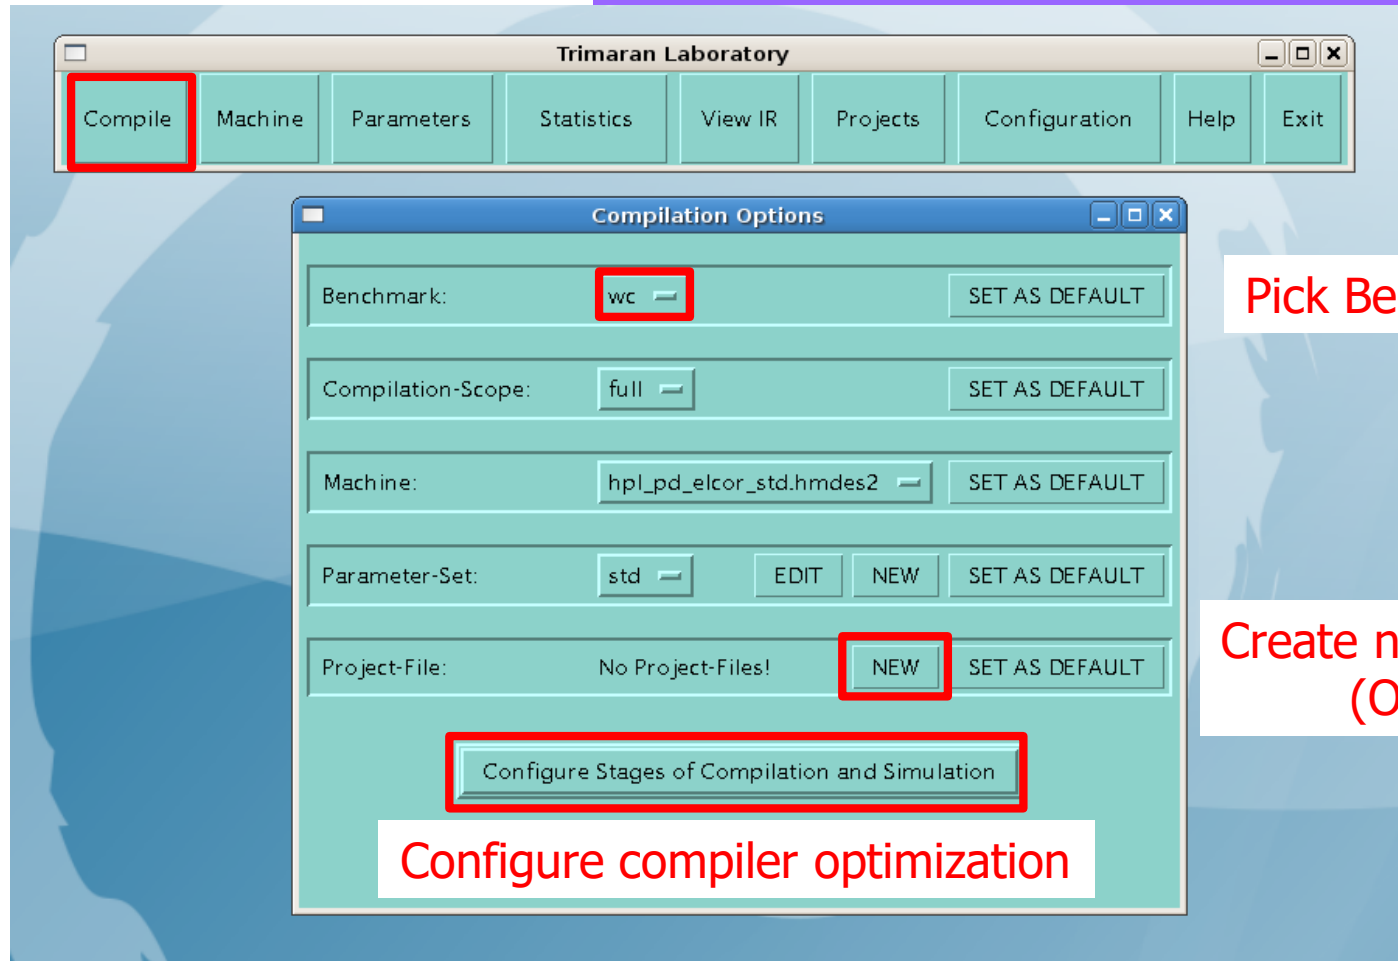 Trimaran Laboratory
Compile Machine Parameters Statistics View IR Projects Configuration Help Exit
Compilation Options
Benchmark: wc SET AS DEFAULT
Pick
Compilation-Scope: full SET AS DEFAULT
Machine: hpl_pd_elcor_std.hmdes2 SET AS DEFAULT
Parameter-Set: std EDIT NEW SET AS DEFAULT
Create
Project-File: No Project-Files! NEW SET AS DEFAULT
Configure Stages of Compilation and Simulation
Configure compiler optimization